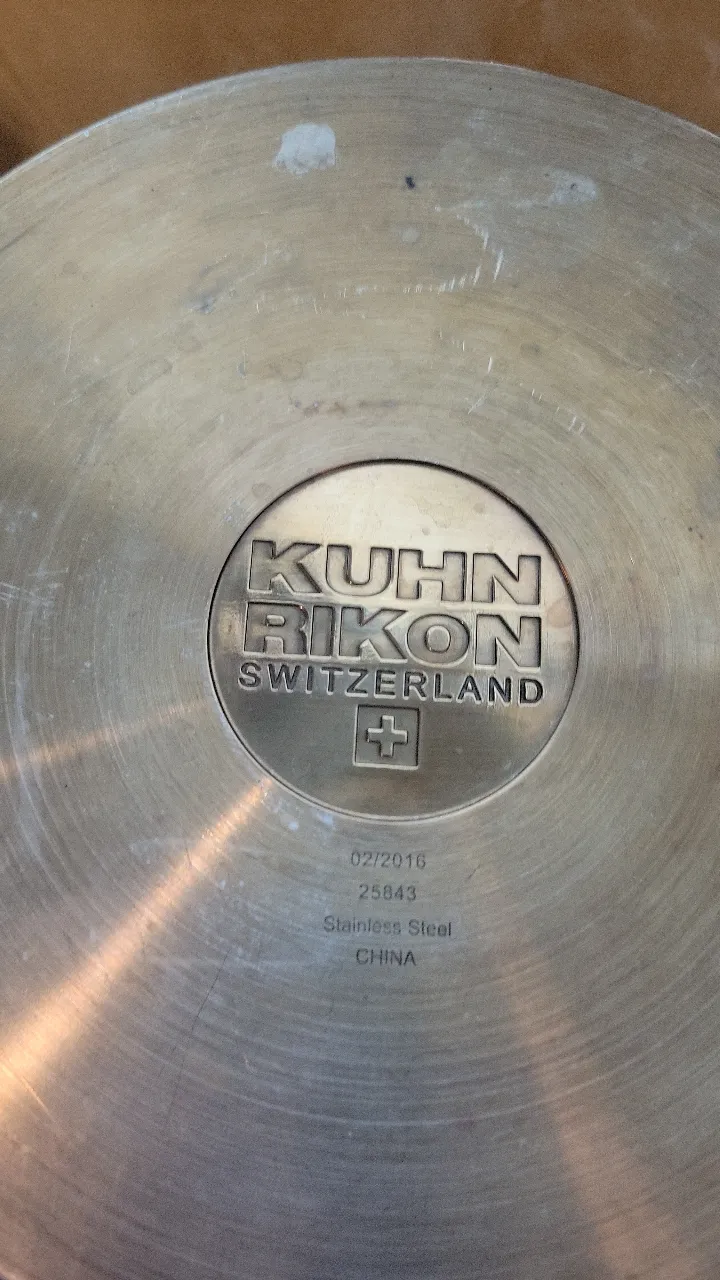 KUHN
RIKON
SWITZERLAND
02/2016
25843
Stainless Steel
CHINA